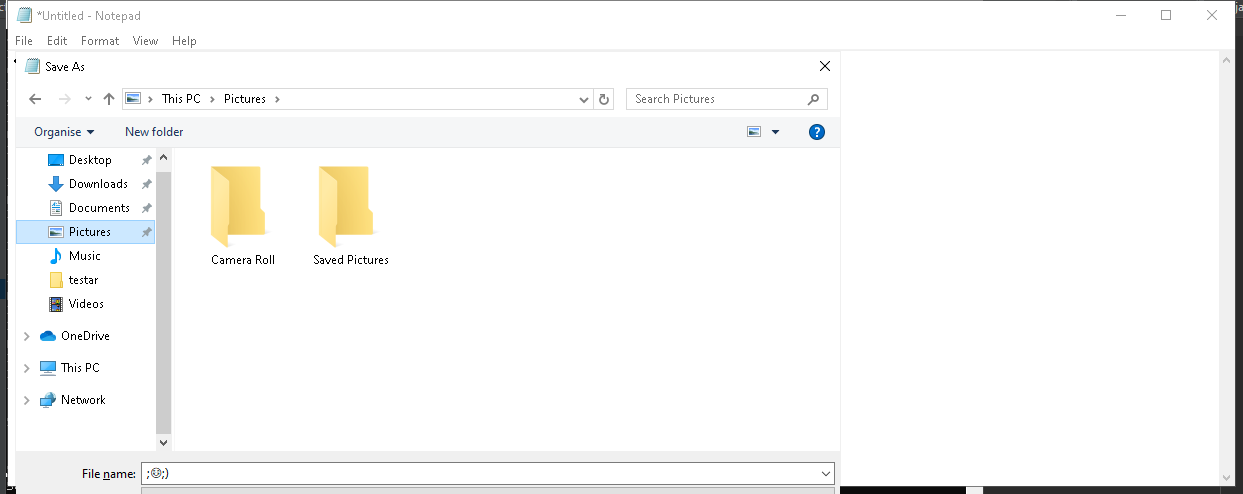 *Untitled - Notepad
File Edit Format View Help
Save As
This PC Pictures
Search Pictures
Organise New folder
?
Desktop
Downloads
Documents
Pictures
Music
testar
Videos
OneDrive
This PC
Network
Camera Roll Saved Pictures
File name: ;☺;)